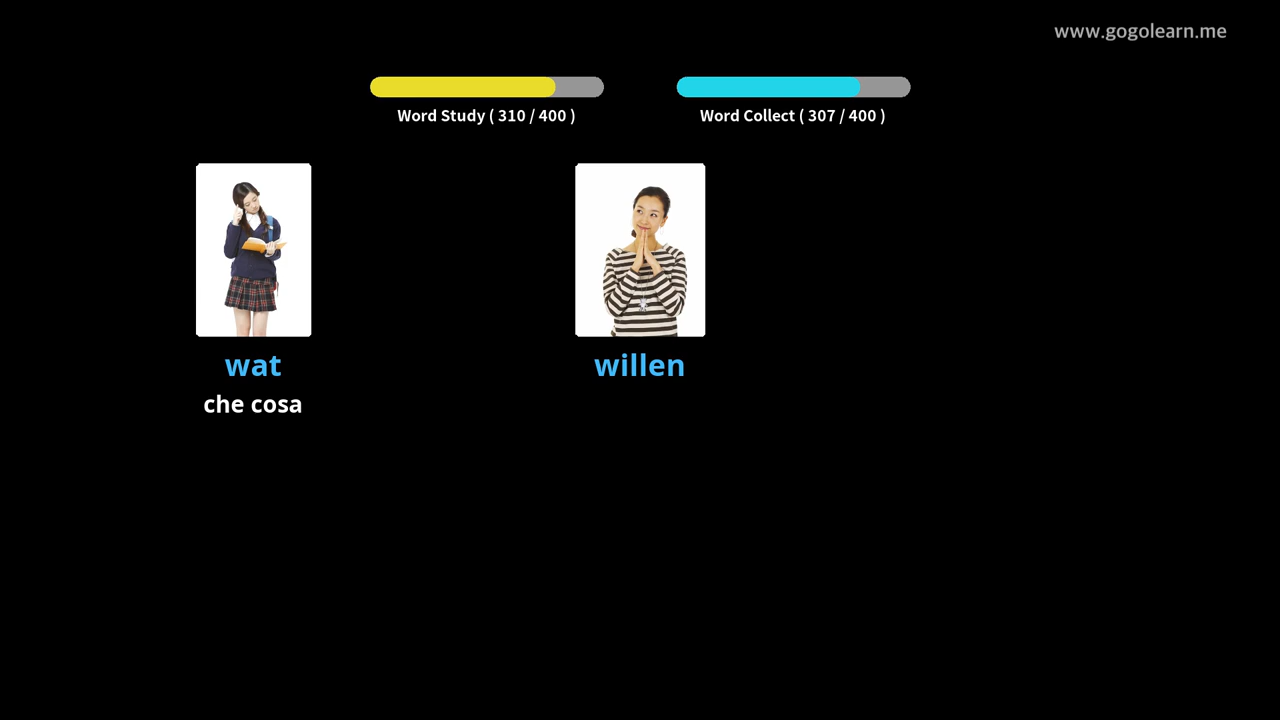 www.gogolearn.me
Word Study ( 310 / 400 )
Word Collect ( 307 / 400 )
wat
che cosa
willen